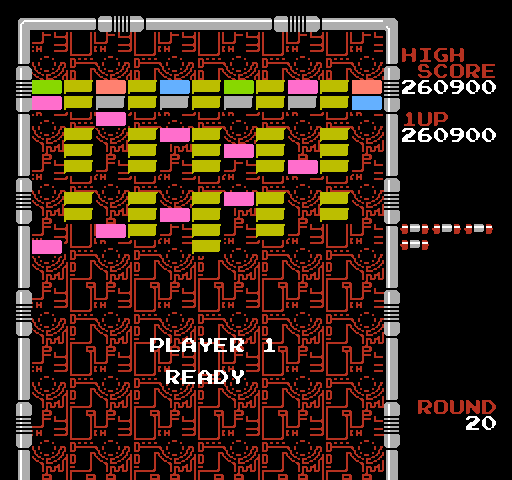 HIGH
SCORE
260900
1UP
260900
PLAYER 1
READY
ROUND
20